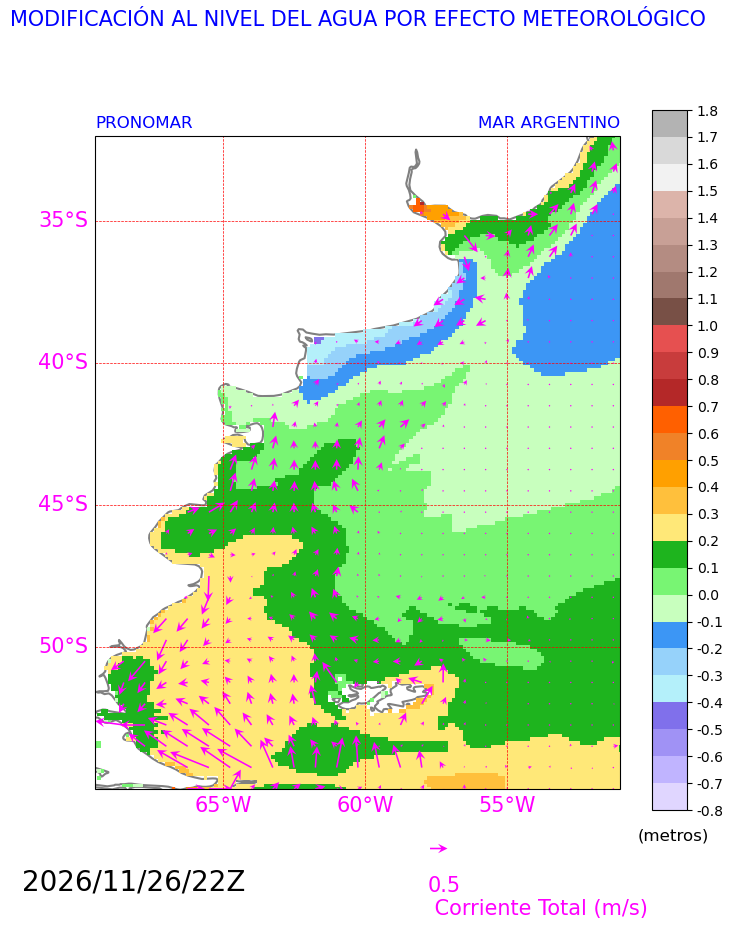 MODIFICACIÓN AL NIVEL DEL AGUA POR EFECTO METEOROLÓGICO
PRONOMAR
MAR ARGENTINO
35°S
40°S
45°S
50°S
65°W
60°W
55°W
1.8
1.7
1.6
1.5
1.4
1.3
1.2
1.1
1.0
0.9
0.8
0.7
0.6
0.5
0.4
0.3
0.2
0.1
0.0
-0.1
-0.2
-0.3
-0.4
-0.5
-0.6
-0.7
-0.8
(metros)
2026/11/26/22Z
0.5
Corriente Total (m/s)